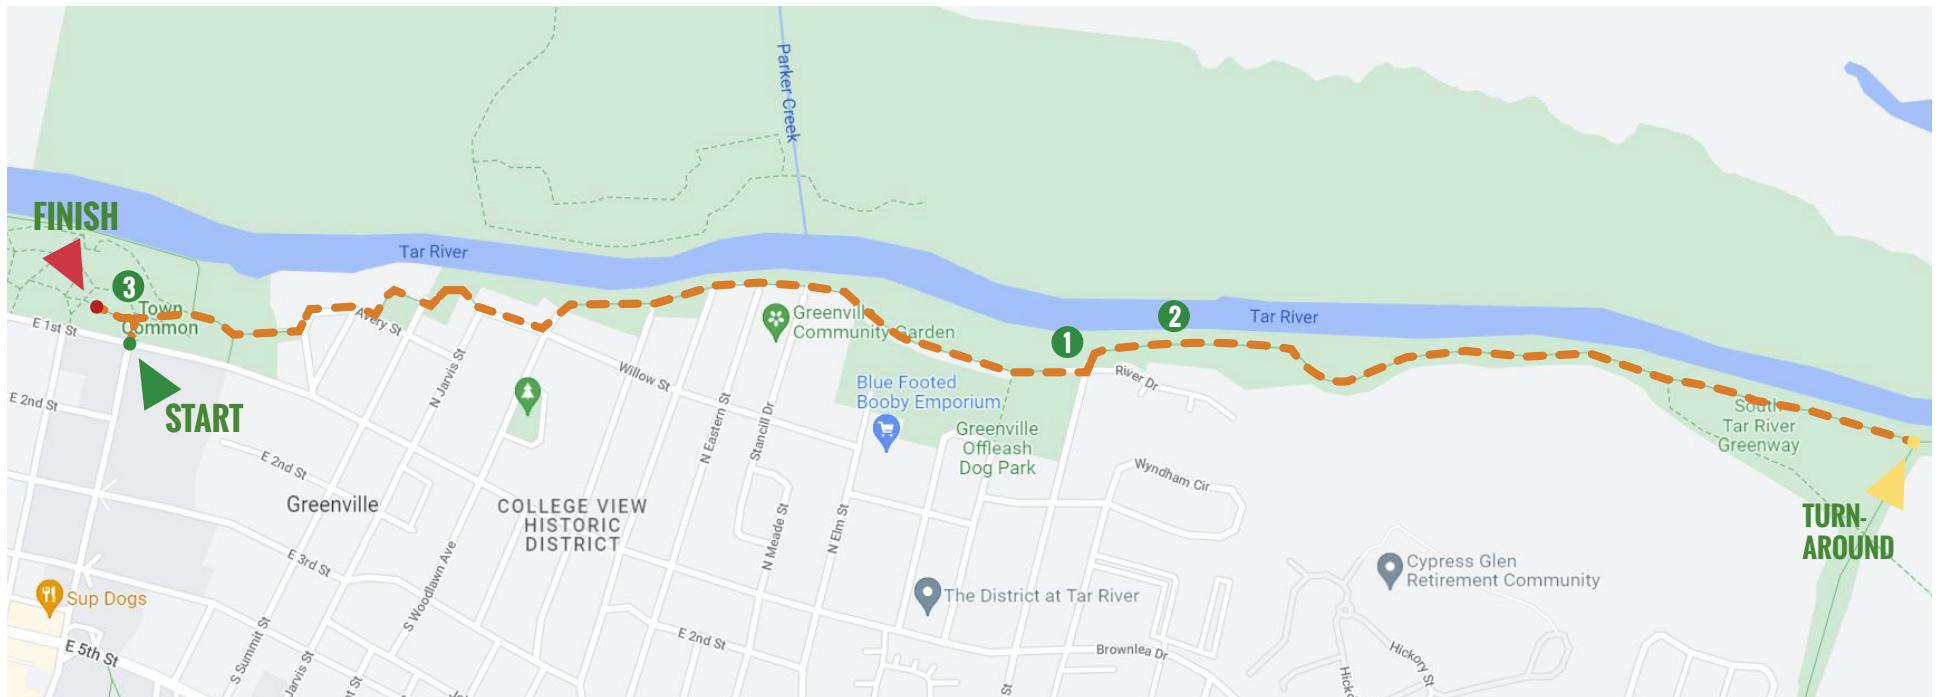 Parker Creek
FINISH
Tar River
3
Town
Common
E 1st St
START
Avery St
N Jarvis St
Willow St
Greenville
Community Garden
1
2
Tar River
River Dr
E 2nd St
E 2nd St
Greenville
COLLEGE VIEW
HISTORIC
DISTRICT
N Eastern St
Stancill Dr
Blue Footed
Booby Emporium
Greenville
Offleash
Dog Park
Wyndham Cir
South
Tar River
Greenway
TURN-
AROUND
N Meade St
N Elm St
E 3rd St
S Woodlawn Ave
Sup Dogs
E 5th St
S Summit St
Jarvis St
The District at Tar River
Cypress Glen
Retirement Community
E 2nd St
Brownlea Dr
Hickory St
St
St